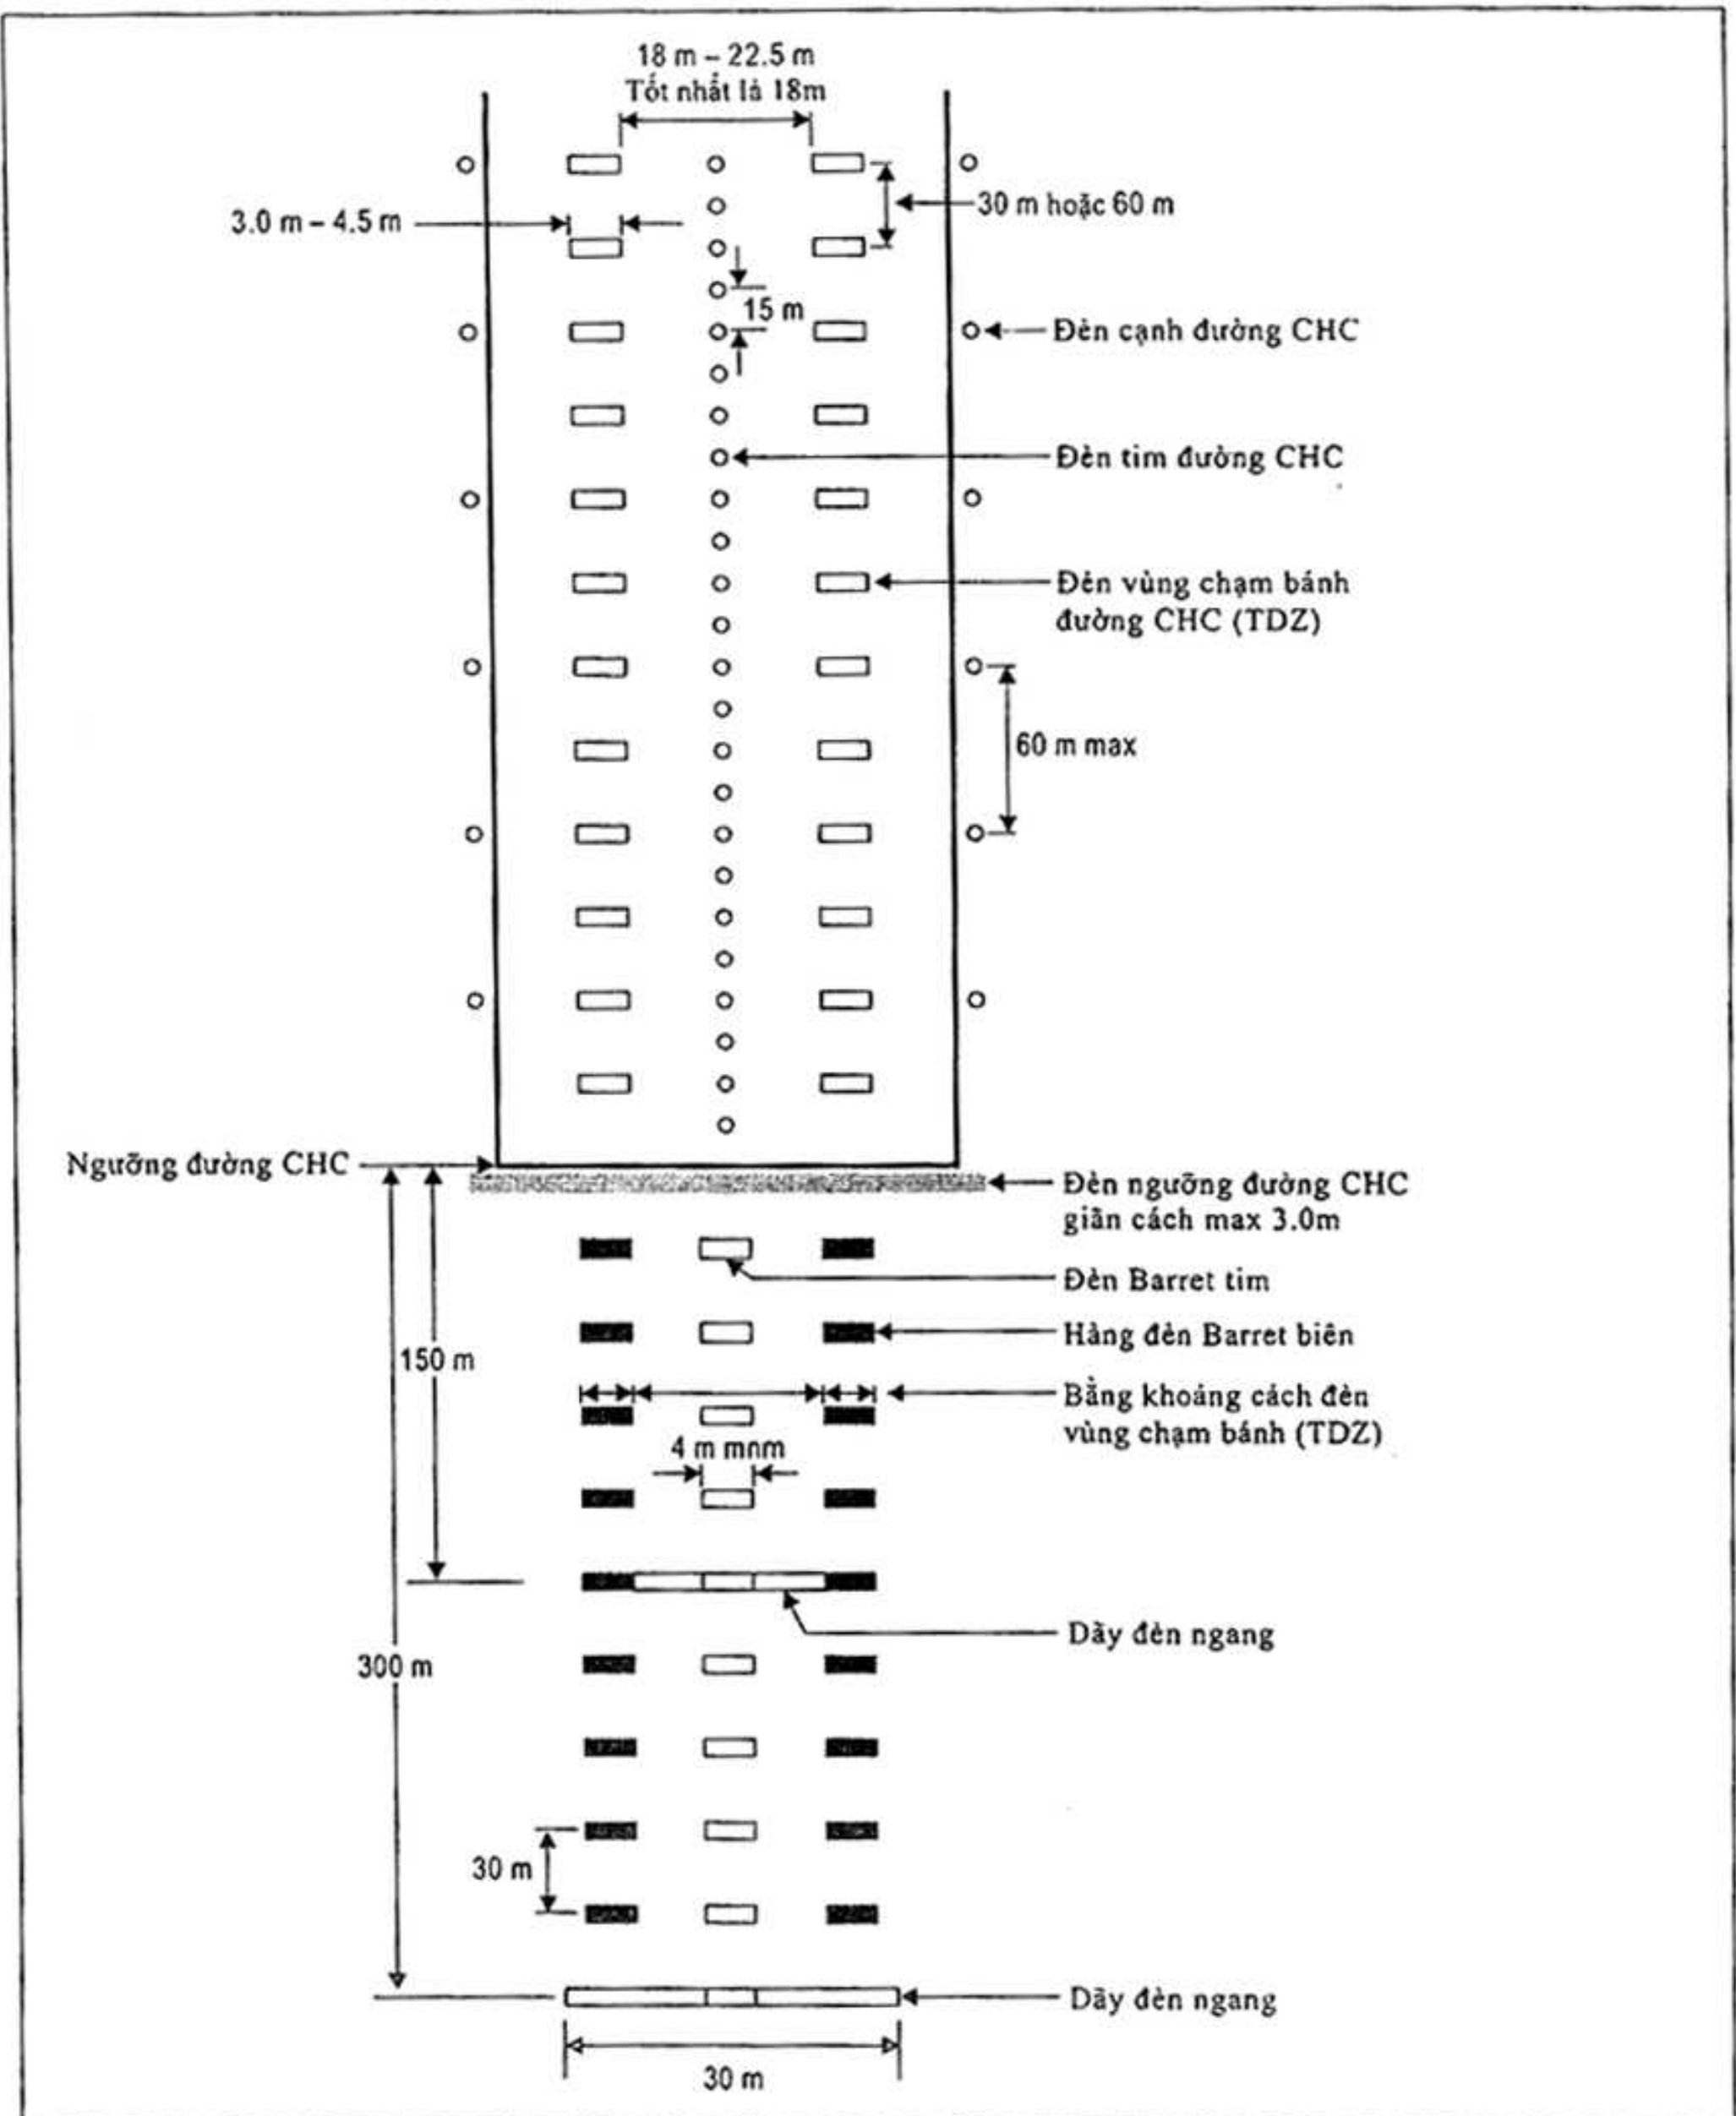 18 m – 22.5 m
Tốt nhất là 18m
3.0 m – 4.5 m
30 m hoặc 60 m
15 m
Đèn cạnh đường CHC
Đèn tim đường CHC
Đèn vùng chạm bánh
đường CHC (TDZ)
60 m max
Ngưỡng đường CHC
Đèn ngưỡng đường CHC
giãn cách max 3.0m
Đèn Barret tim
Hàng đèn Barret biên
150 m
Bằng khoảng cách đèn
vùng chạm bánh (TDZ)
4 m mnm
Dãy đèn ngang
300 m
30 m
Dãy đèn ngang
30 m